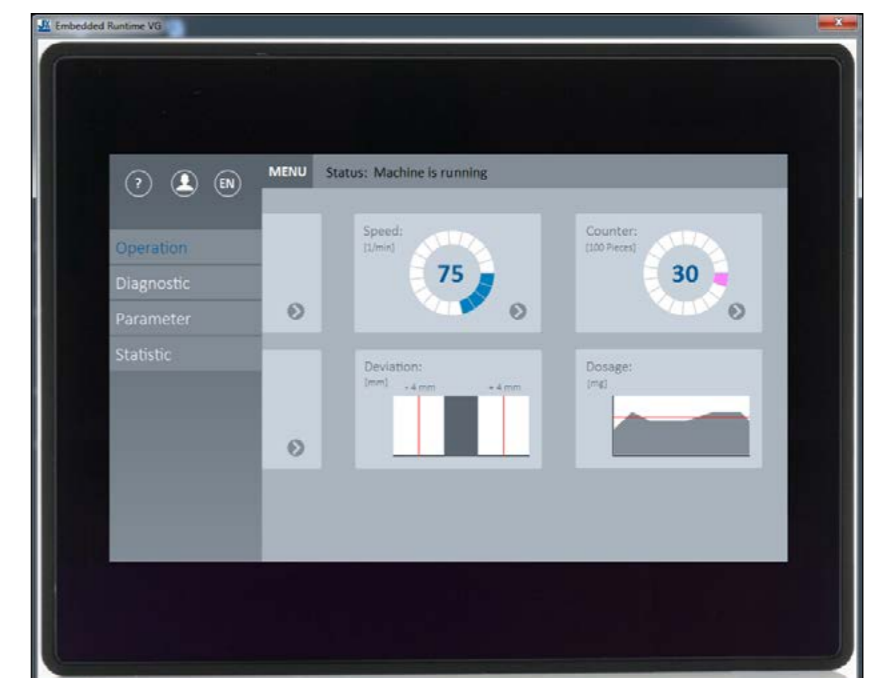 Embedded Runtime VG
?
EN
MENU
Status: Machine is running
Operation
Diagnostic
Parameter
Statistic
Speed:
[1/min]
75
Counter:
[100 Pieces]
30
Deviation:
[mm]
- 4 mm
+ 4 mm
Dosage:
[mg]